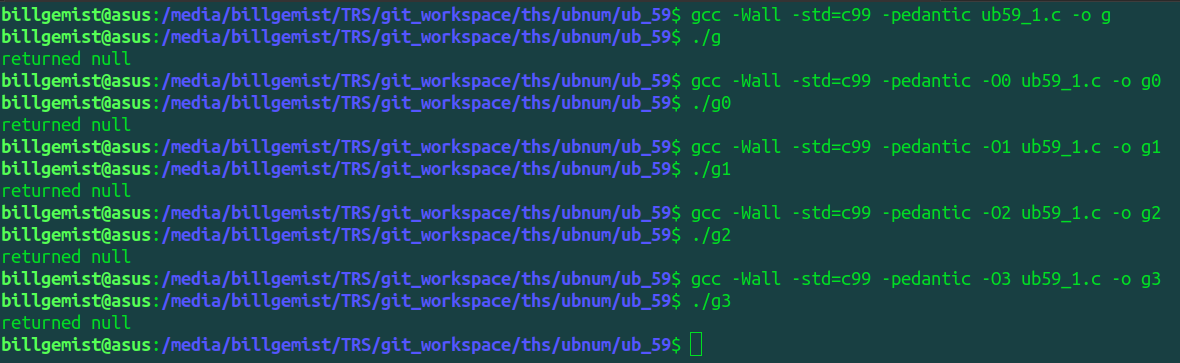 billgemist@asus:/media/billgemist/TRS/git_workspace/ths/ubnum/ub_59$ gcc -Wall -std=c99 -pedantic ub59_1.c -o g
billgemist@asus:/media/billgemist/TRS/git_workspace/ths/ubnum/ub_59$ ./g
returned null
billgemist@asus:/media/billgemist/TRS/git_workspace/ths/ubnum/ub_59$ gcc -Wall -std=c99 -pedantic -O0 ub59_1.c -o g0
billgemist@asus:/media/billgemist/TRS/git_workspace/ths/ubnum/ub_59$ ./g0
returned null
billgemist@asus:/media/billgemist/TRS/git_workspace/ths/ubnum/ub_59$ gcc -Wall -std=c99 -pedantic -O1 ub59_1.c -o g1
billgemist@asus:/media/billgemist/TRS/git_workspace/ths/ubnum/ub_59$ ./g1
returned null
billgemist@asus:/media/billgemist/TRS/git_workspace/ths/ubnum/ub_59$ gcc -Wall -std=c99 -pedantic -O2 ub59_1.c -o g2
billgemist@asus:/media/billgemist/TRS/git_workspace/ths/ubnum/ub_59$ ./g2
returned null
billgemist@asus:/media/billgemist/TRS/git_workspace/ths/ubnum/ub_59$ gcc -Wall -std=c99 -pedantic -O3 ub59_1.c -o g3
billgemist@asus:/media/billgemist/TRS/git_workspace/ths/ubnum/ub_59$ ./g3
returned null
billgemist@asus:/media/billgemist/TRS/git_workspace/ths/ubnum/ub_59$